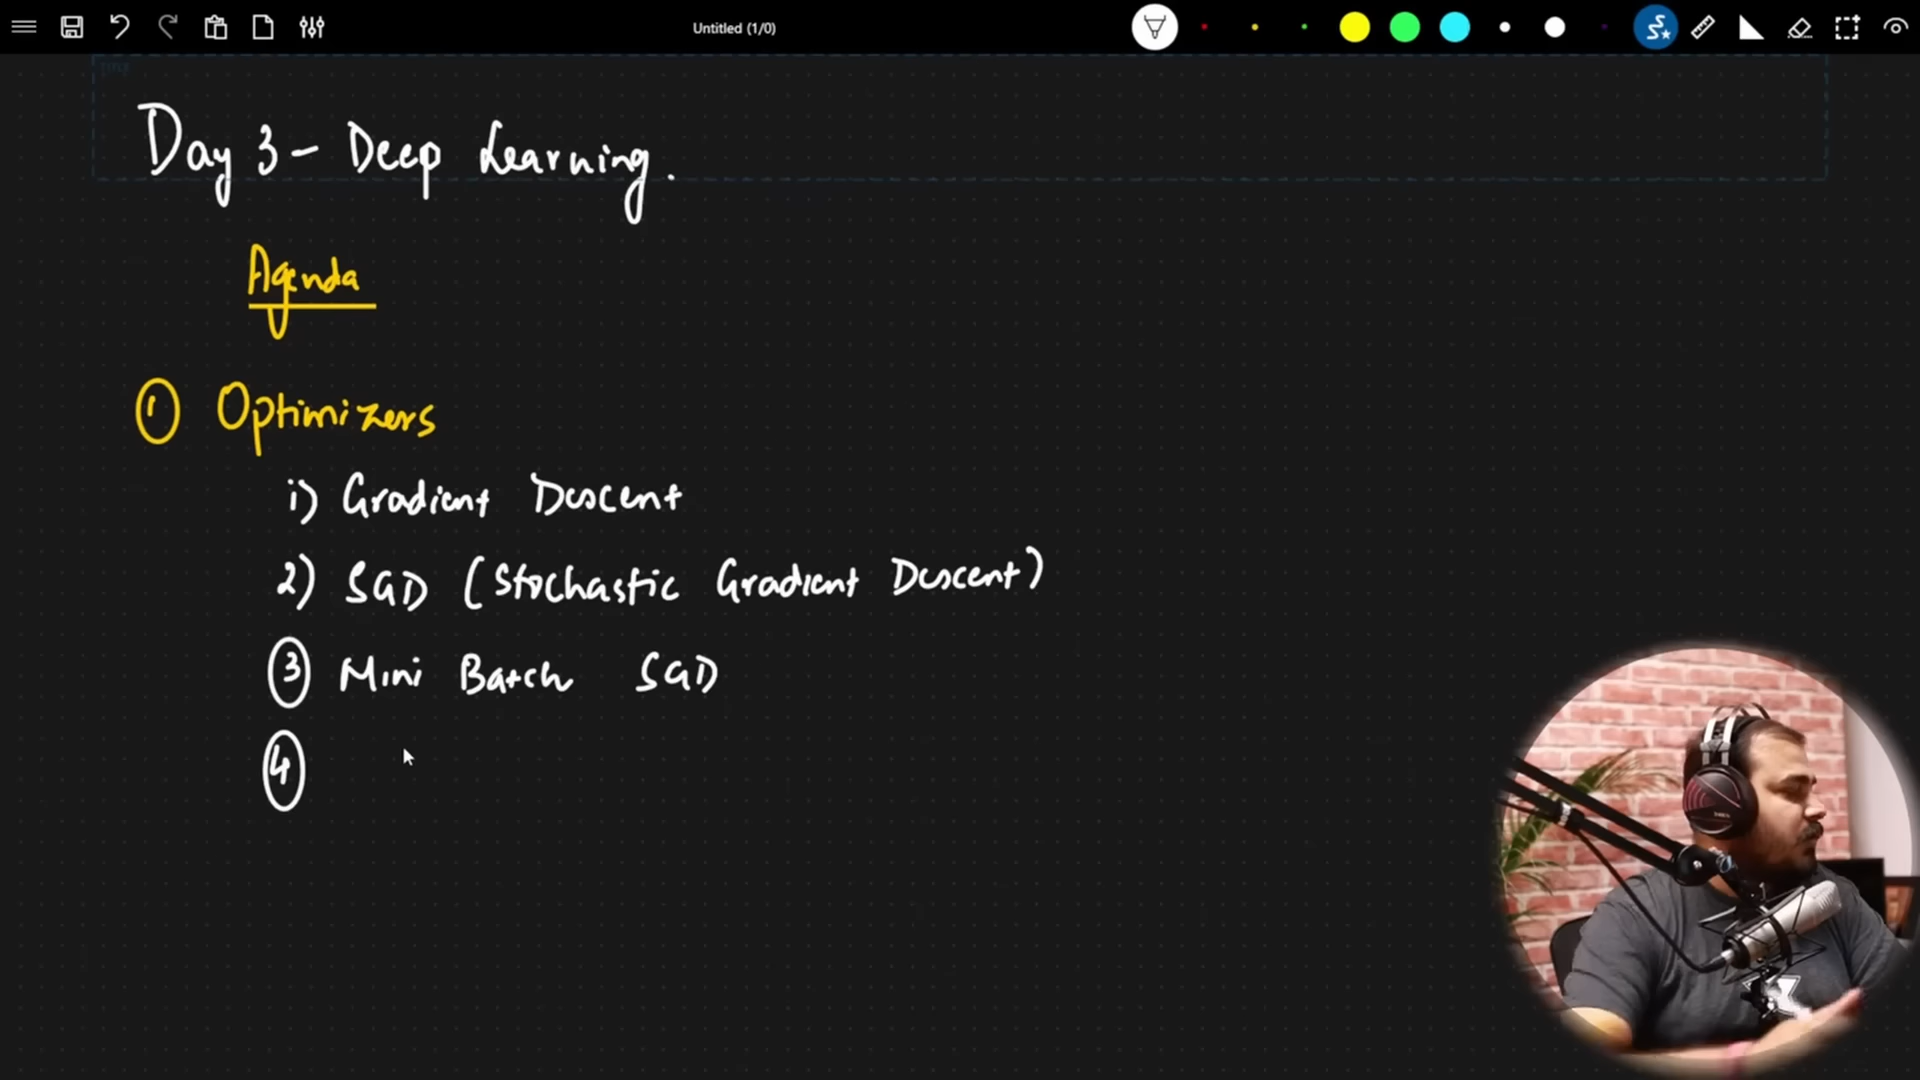 Untitled (1/0)
TITLE
Day 3 - Deep Learning.
Agenda
① Optimizers
i) Gradient Descent
2) SGD (Stochastic Gradient Descent)
③ Mini Batch SGD
④